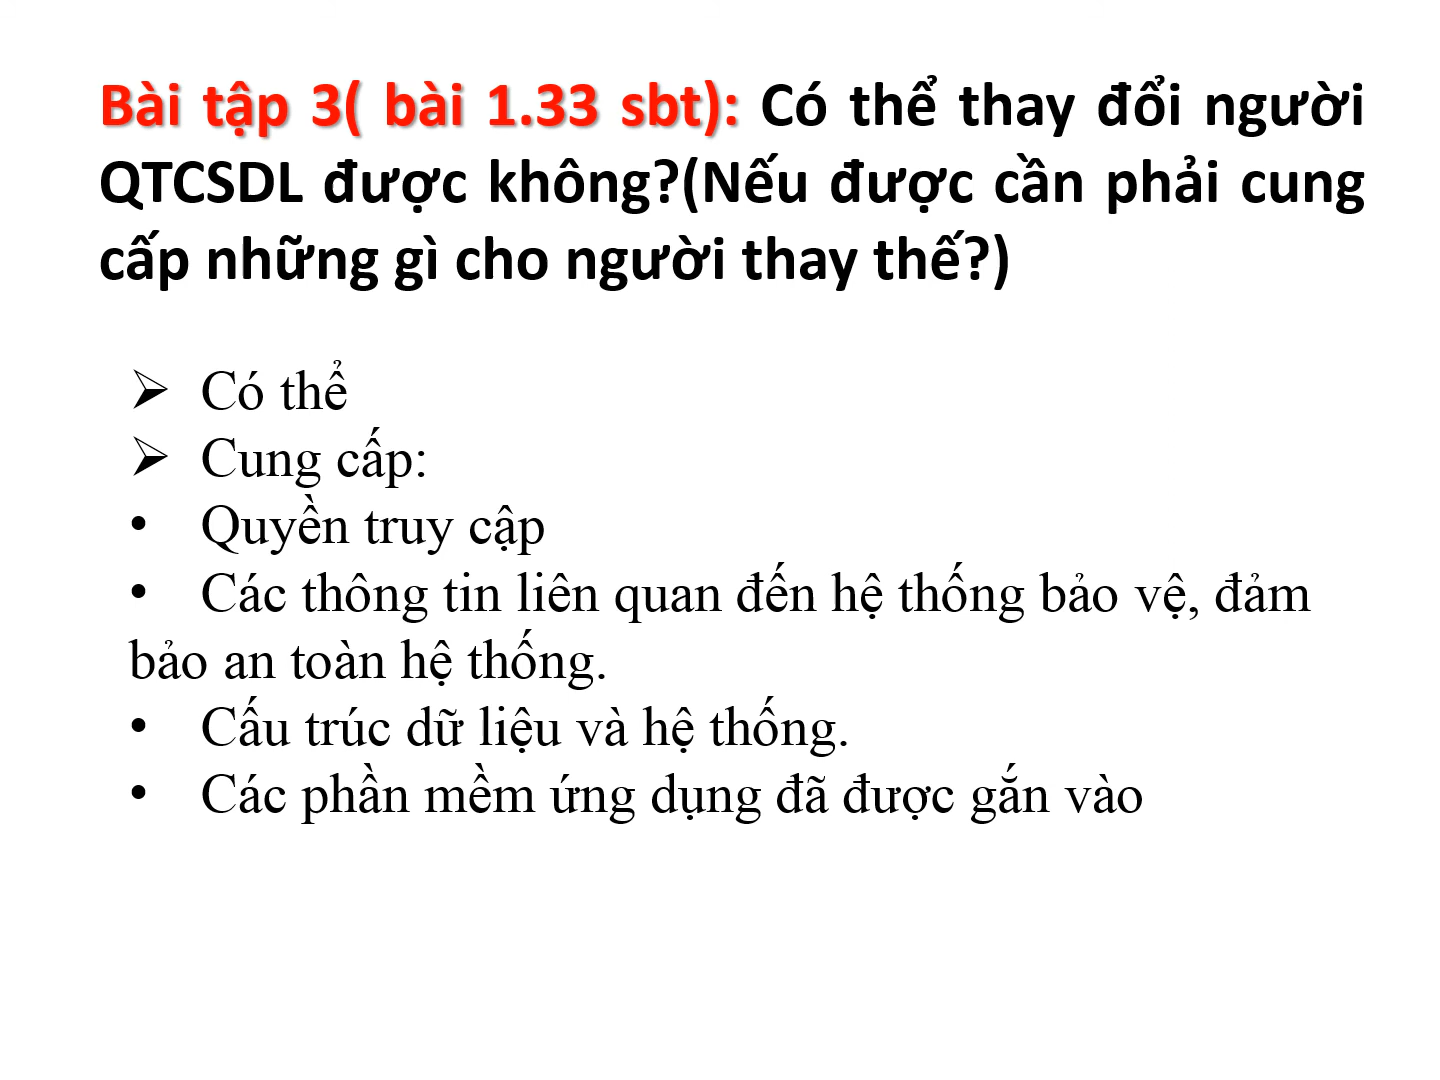 Bài tập 3( bài 1.33 sbt): Có thể thay đổi người
QTCSDL được không?(Nếu được cần phải cung
cấp những gì cho người thay thế?)
➢ Có thể
➢ Cung cấp:
• Quyền truy cập
• Các thông tin liên quan đến hệ thống bảo vệ, đảm
bảo an toàn hệ thống.
• Cấu trúc dữ liệu và hệ thống.
• Các phần mềm ứng dụng đã được gắn vào